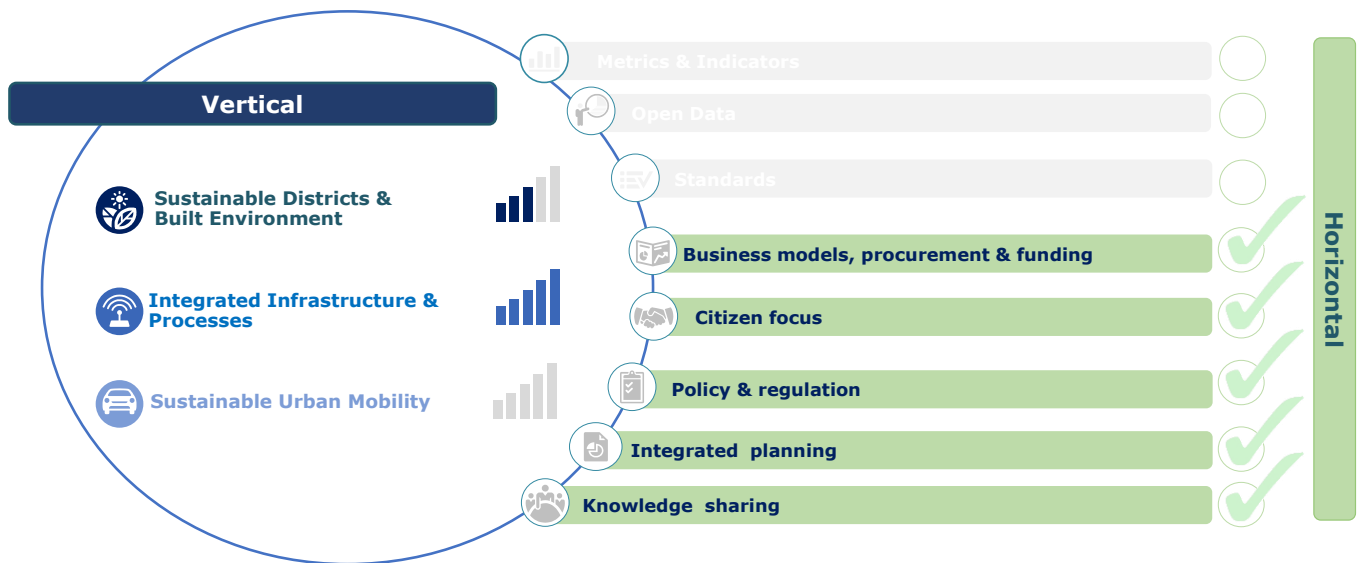 Vertical
Sustainable Districts &
Built Environment
Integrated Infrastructure &
Processes
Sustainable Urban Mobility
Metrics & Indicators
Open Data
Standards
Business models, procurement & funding
Citizen focus
Policy & regulation
Integrated planning
Knowledge sharing
Horizontal